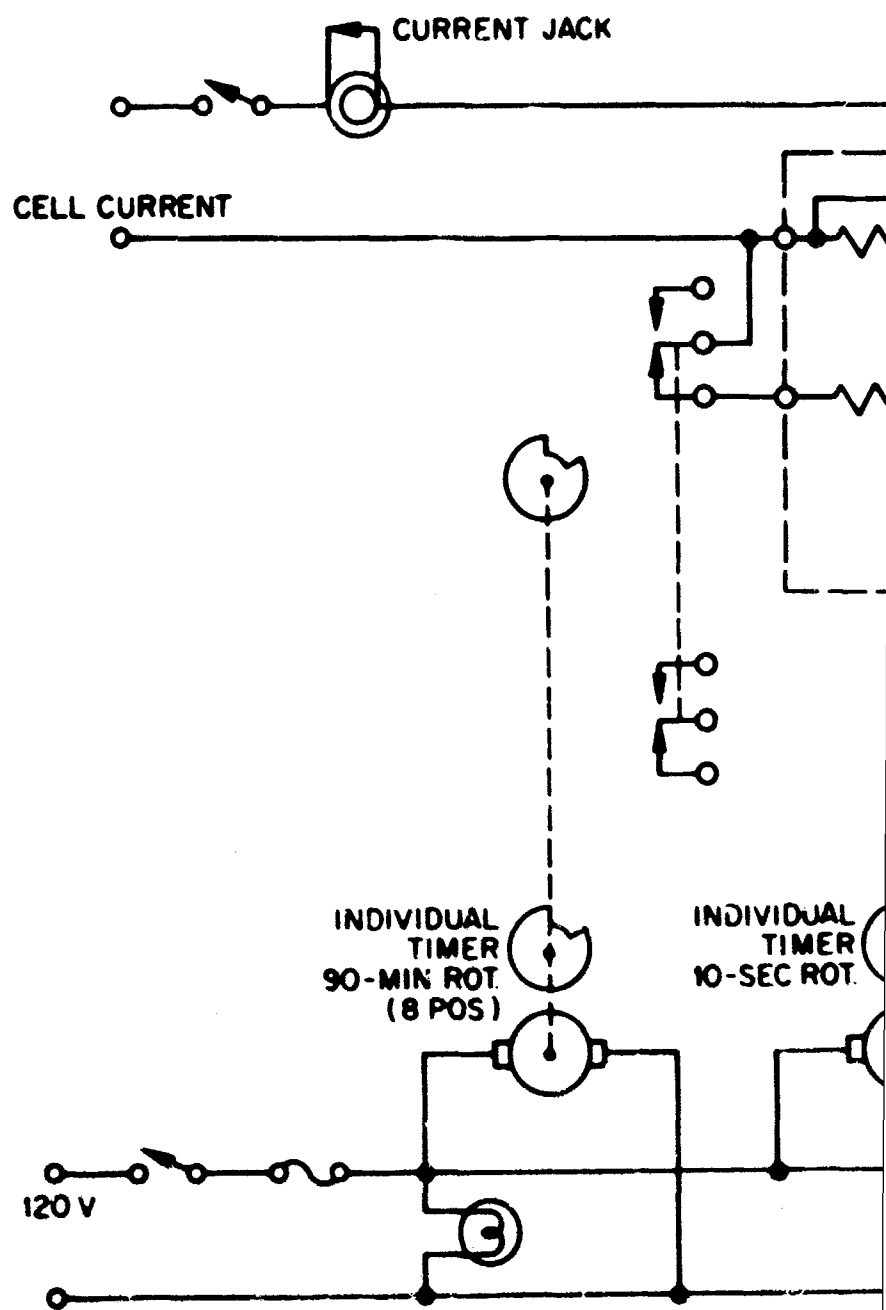 CURRENT JACK
CELL CURRENT
INDIVIDUAL
TIMER
90-MIN ROT.
(8 POS)
INDIVIDUAL
TIMER
10-SEC ROT.
120 V